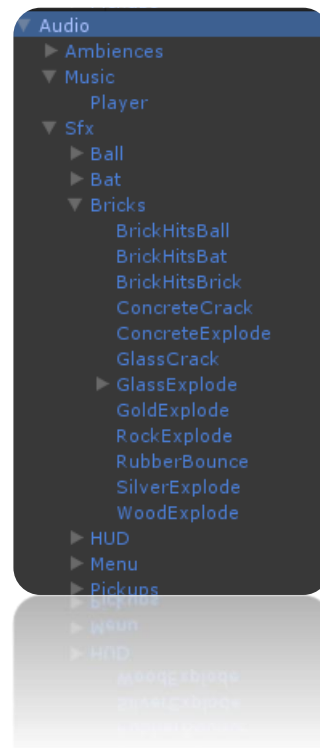 Audio
Ambiences
Music
Player
Sfx
Ball
Bat
Bricks
BrickHitsBall
BrickHitsBat
BrickHitsBrick
ConcreteCrack
ConcreteExplode
GlassCrack
GlassExplode
GoldExplode
RockExplode
RubberBounce
SilverExplode
WoodExplode
HUD
Menu
Pickups